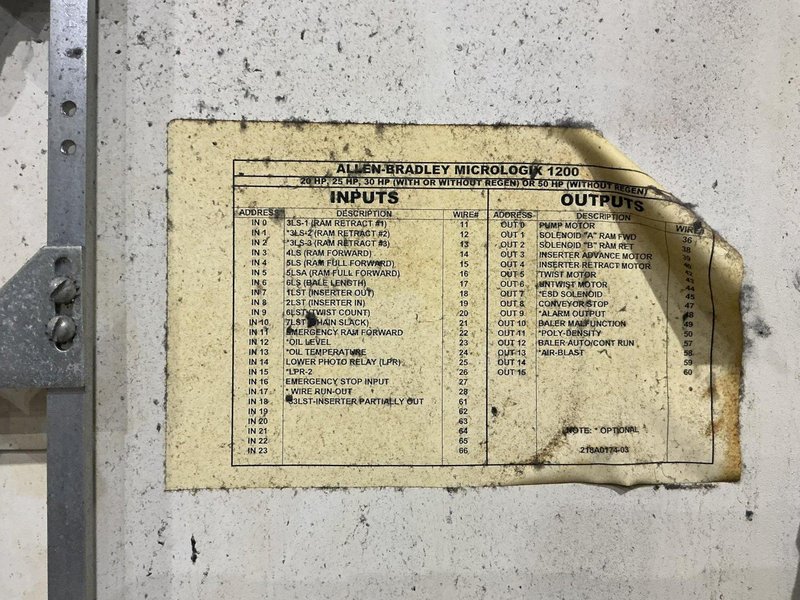 ALLEN-BRADLEY MICROLOGIX 1200
20 HP, 25 HP, 30 HP (WITH OR WITHOUT REGEN) OR 50 HP (WITHOUT REGEN)
INPUTS
ADDRESS DESCRIPTION WIRE#
IN 0 3LS-1 (RAM RETRACT #1) 11
IN 1 *3LS-2 (RAM RETRACT #2) 12
IN 2 *3LS-3 (RAM RETRACT #3) 13
IN 3 4LS (RAM FORWARD) 14
IN 4 5LS (RAM FULL FORWARD) 15
IN 5 5LSA (RAM FULL FORWARD) 16
IN 6 6LS (BALE LENGTH) 17
IN 7 1LST (INSERTER OUT) 18
IN 8 2LST (INSERTER IN) 19
IN 9 6LST (TWIST COUNT) 20
IN 10 7LST (CHAIN SLACK) 21
IN 11 EMERGENCY RAM FORWARD 22
IN 12 *OIL LEVEL 23
IN 13 *OIL TEMPERATURE 24
IN 14 LOWER PHOTO RELAY (LPR) 25
IN 15 *LPR-2 26
IN 16 EMERGENCY STOP INPUT 27
IN 17 * WIRE RUN-OUT 28
IN 18 *83LST-INSERTER PARTIALLY OUT 61
IN 19 62
IN 20 63
IN 21 64
IN 22 65
IN 23 66
OUTPUTS
ADDRESS DESCRIPTION WIRE#
OUT 0 PUMP MOTOR 36
OUT 1 SOLENOID "A" RAM FWD 38
OUT 2 SOLENOID "B" RAM RET
OUT 3 INSERTER ADVANCE MOTOR
OUT 4 INSERTER RETRACT MOTOR
OUT 5 *TWIST MOTOR
OUT 6 *UNTWIST MOTOR 44
OUT 7 *ESD SOLENOID 45
OUT 8 CONVEYOR STOP 47
OUT 9 *ALARM OUTPUT 48
OUT 10 BALER MALFUNCTION 49
OUT 11 *POLY-DENSITY 50
OUT 12 BALER AUTO/CONT RUN 57
OUT 13 *AIR-BLAST 58
OUT 14 59
OUT 15 60
NOTE: * OPTIONAL
218A0174-03